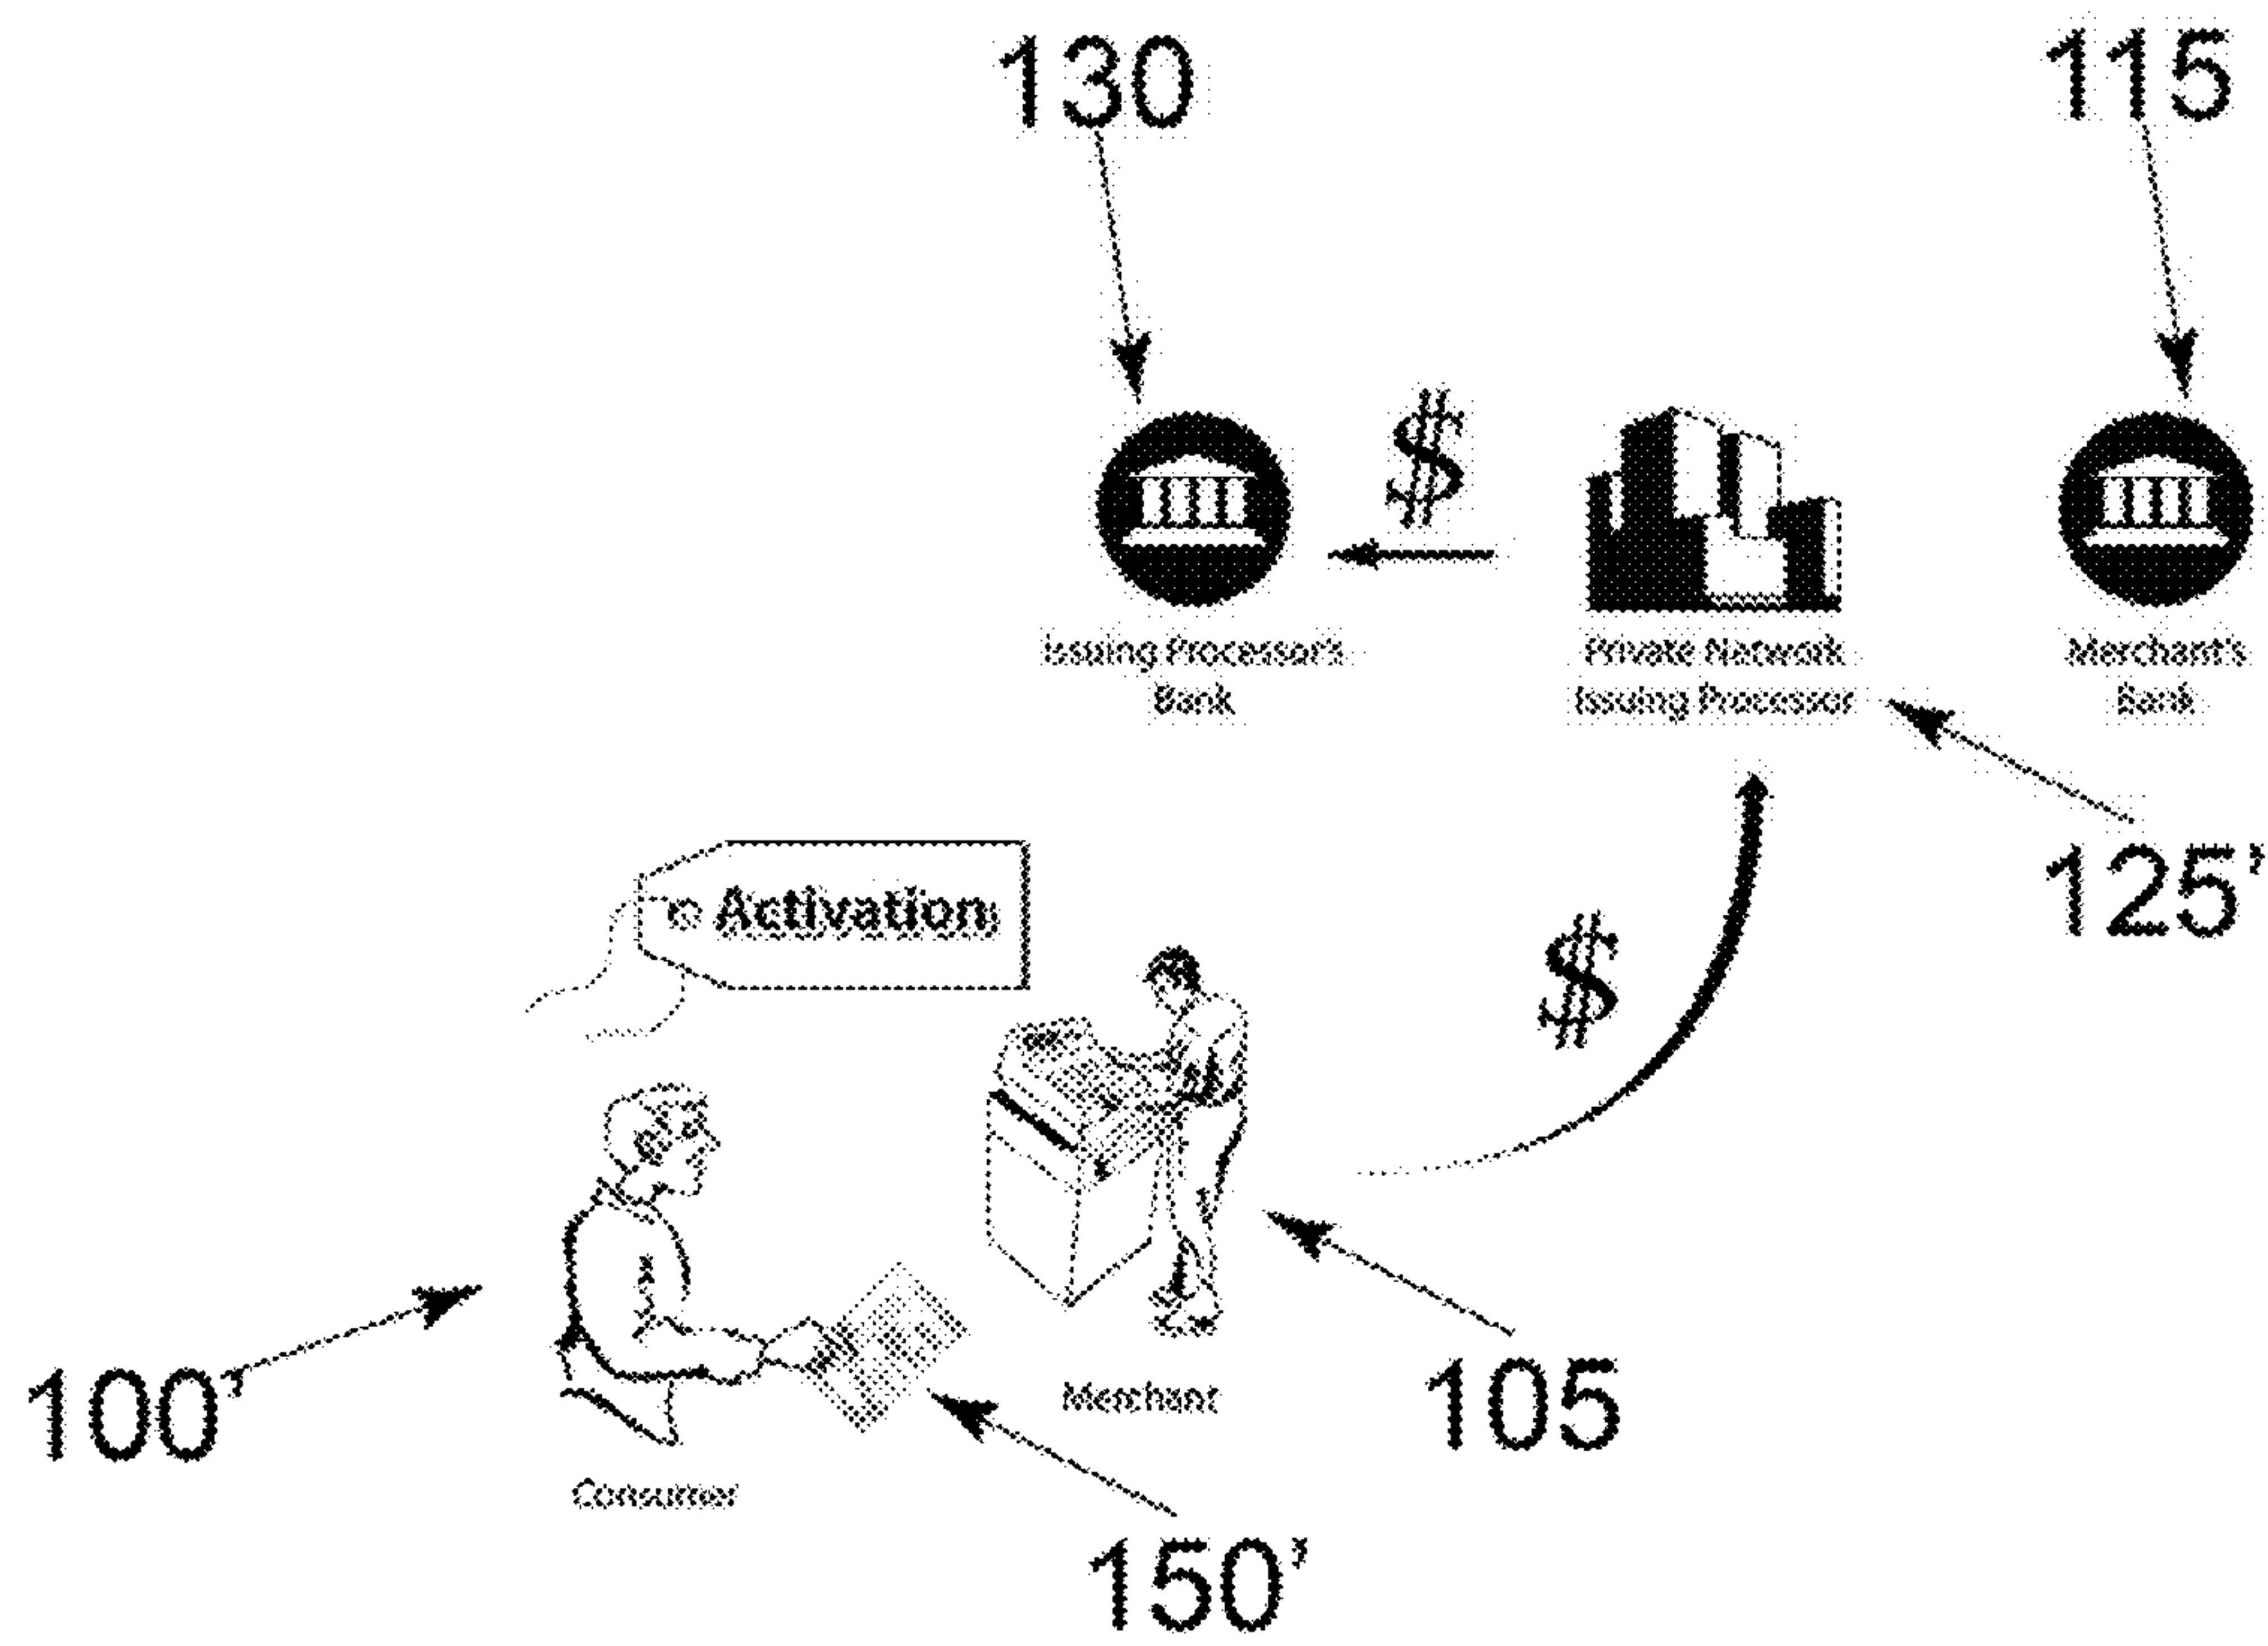 130
115
$
Issuing Processor's
Bank
Private Network
Issuing Processor
Merchant's
Bank
125'
Activation
$
100'
105
Merchant
Consumer
150'